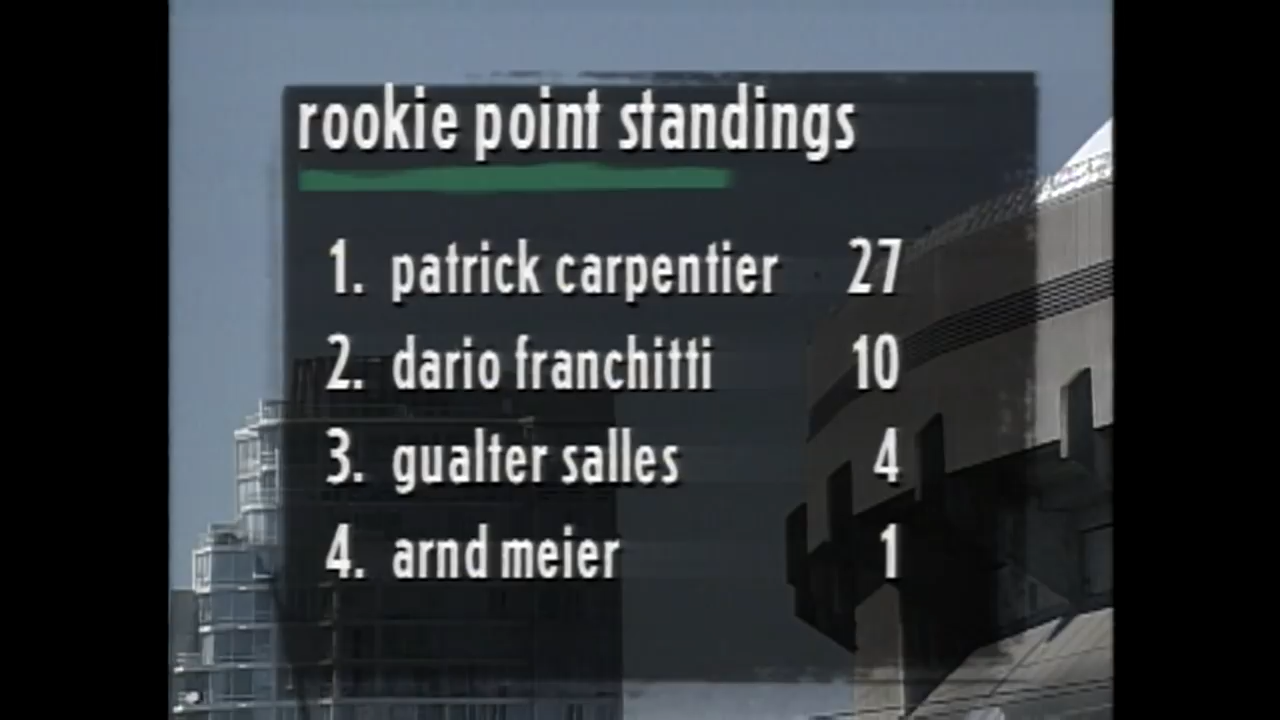 rookie point standings
1. patrick carpentier 27
2. dario franchitti 10
3. gualter salles 4
4. arnd meier 1